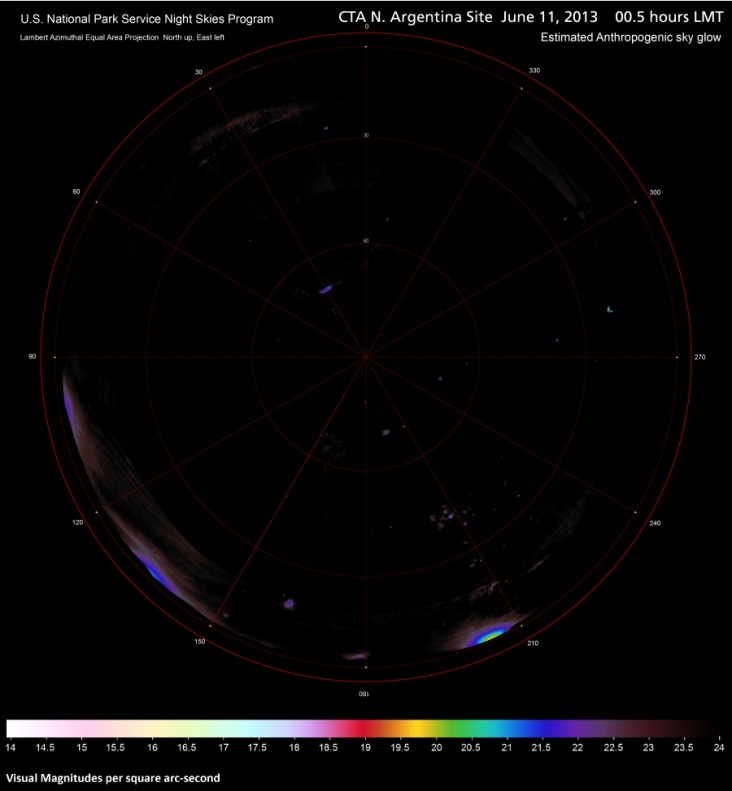 U.S. National Park Service Night Skies Program
CTA N. Argentina Site June 11, 2013 00.5 hours LMT
Lambert Azimuthal Equal Area Projection North up, East left
Estimated Anthropogenic sky glow
0
30
330
30
60
300
60
90
270
120
240
150
210
180
14 14.5 15 15.5 16 16.5 17 17.5 18 18.5 19 19.5 20 20.5 21 21.5 22 22.5 23 23.5 24
Visual Magnitudes per square arc-second